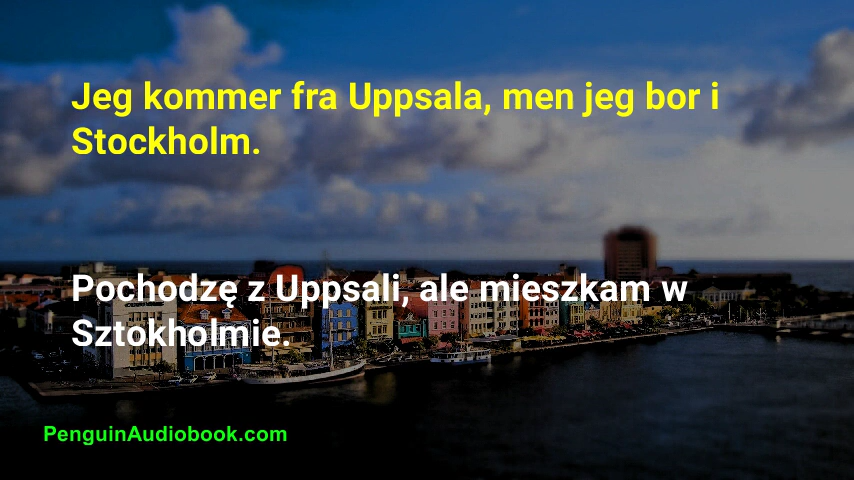 Jeg kommer fra Uppsala, men jeg bor i
Stockholm.
Pochodzę z Uppsali, ale mieszkam w
Sztokholmie.
PenguinAudiobook.com